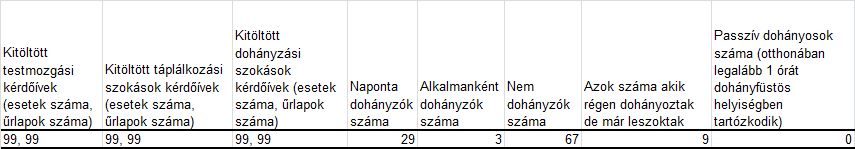 Kitöltött
testmozgási
kérdőívek
(esetek száma,
űrlapok száma)
Kitöltött táplálkozási
szokások kérdőívek
(esetek száma,
űrlapok száma)
Kitöltött
dohányzási
szokások
kérdőívek (esetek
száma, űrlapok
száma)
Naponta
dohányzók
száma
Alkalmanként
dohányzók
száma
Nem
dohányzók
száma
Azok száma akik
régen dohányoztak
de már leszoktak
Passzív dohányosok
száma (otthonában
legalább 1 órát
dohányfüstös
helyiségben
tartózkodik)
99, 99 99, 99 99, 99 29 3 67 9 0